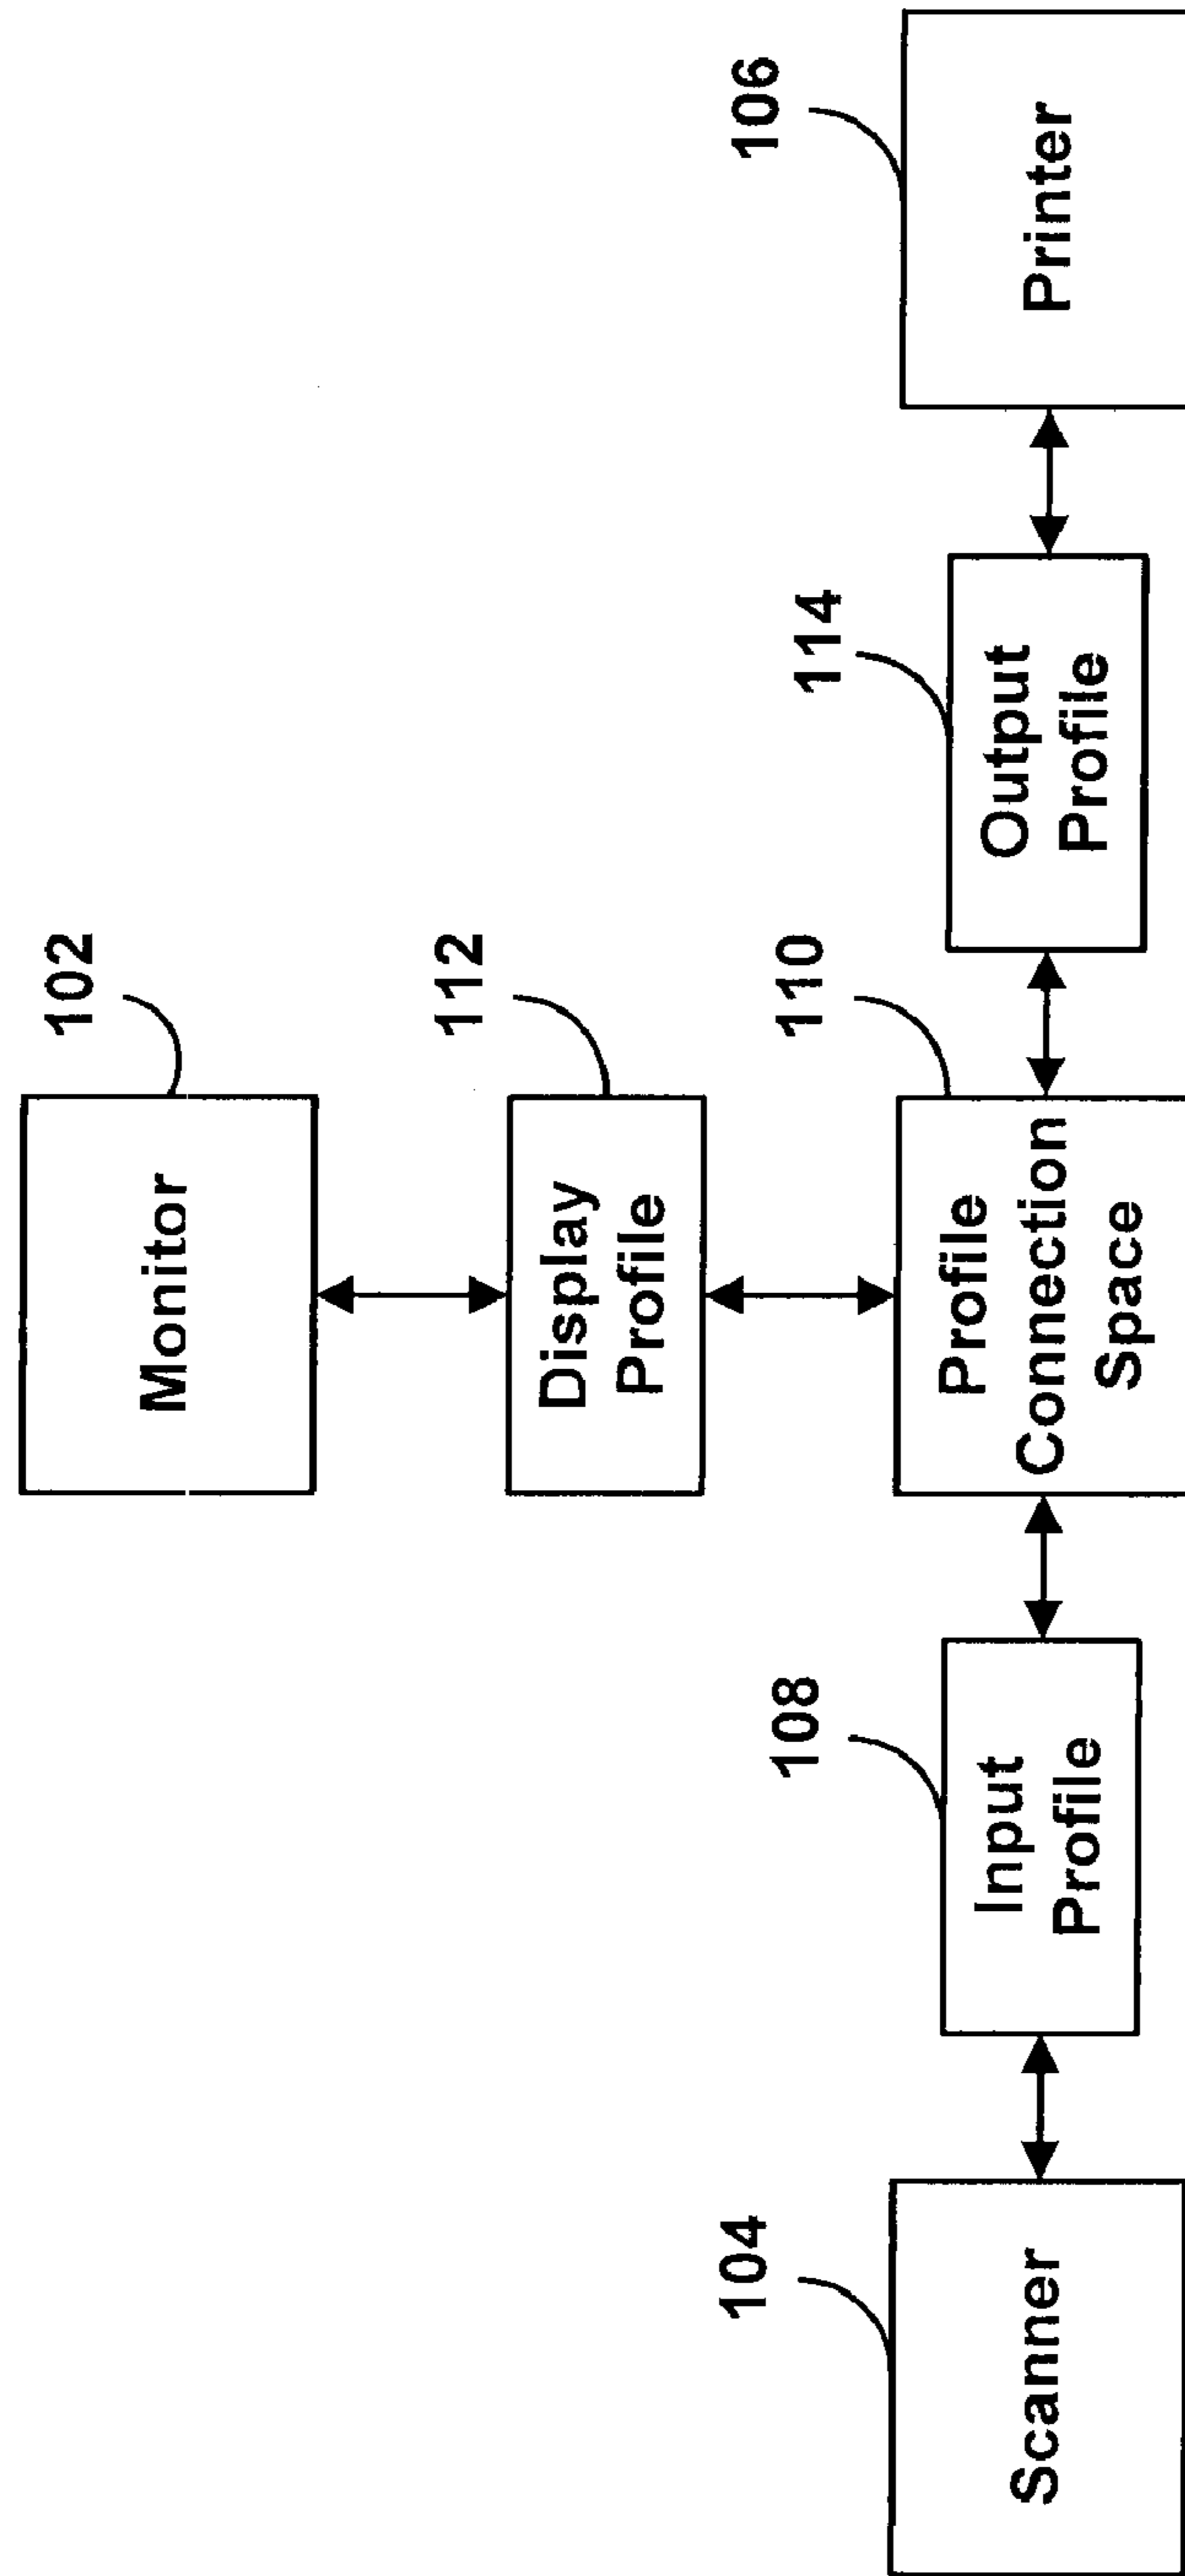 102
Monitor
112
Display
Profile
104
Scanner
108
Input
Profile
110
Profile
Connection
Space
114
Output
Profile
106
Printer